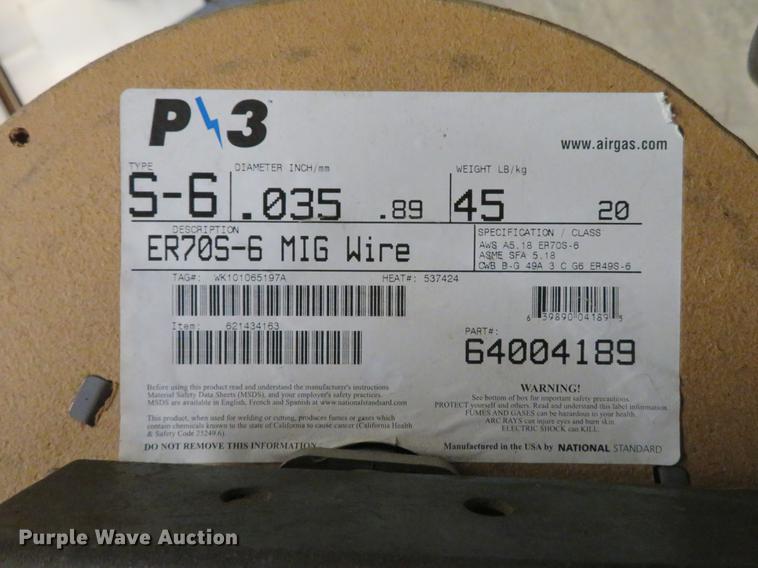 P 3™
www.airgas.com
TYPE DIAMETER INCH/mm WEIGHT LB/kg
S-6 .035 .89 45 20
DESCRIPTION
ER70S-6 MIG Wire
SPECIFICATION / CLASS
AWS A5.18 ER70S-6
ASME SFA 5.18
CWB B-G 49A 3 C G6 ER49S-6
TAG#: WK101065197A HEAT#: 537424
6 39890 04189 5
Item: 621434163
PART#:
64004189
Before using this product read and understand the manufacturer's instructions
Material Safety Data Sheets (MSDS), and your employer's safety practices.
MSDS are available in English, French and Spanish at www.nationalstandard.com
This product, when used for welding or cutting, produces fumes or gases which
contain chemicals known to the state of California to cause cancer (California Health
& Safety Code 25249.6).
DO NOT REMOVE THIS INFORMATION
WARNING!
See bottom of box for important safety precautions.
PROTECT yourself and others. Read and understand this label information.
FUMES AND GASES can be hazardous to your health.
ARC RAYS can injure eyes and burn skin.
ELECTRIC SHOCK can KILL.
Manufactured in the USA by NATIONAL STANDARD
Purple Wave Auction